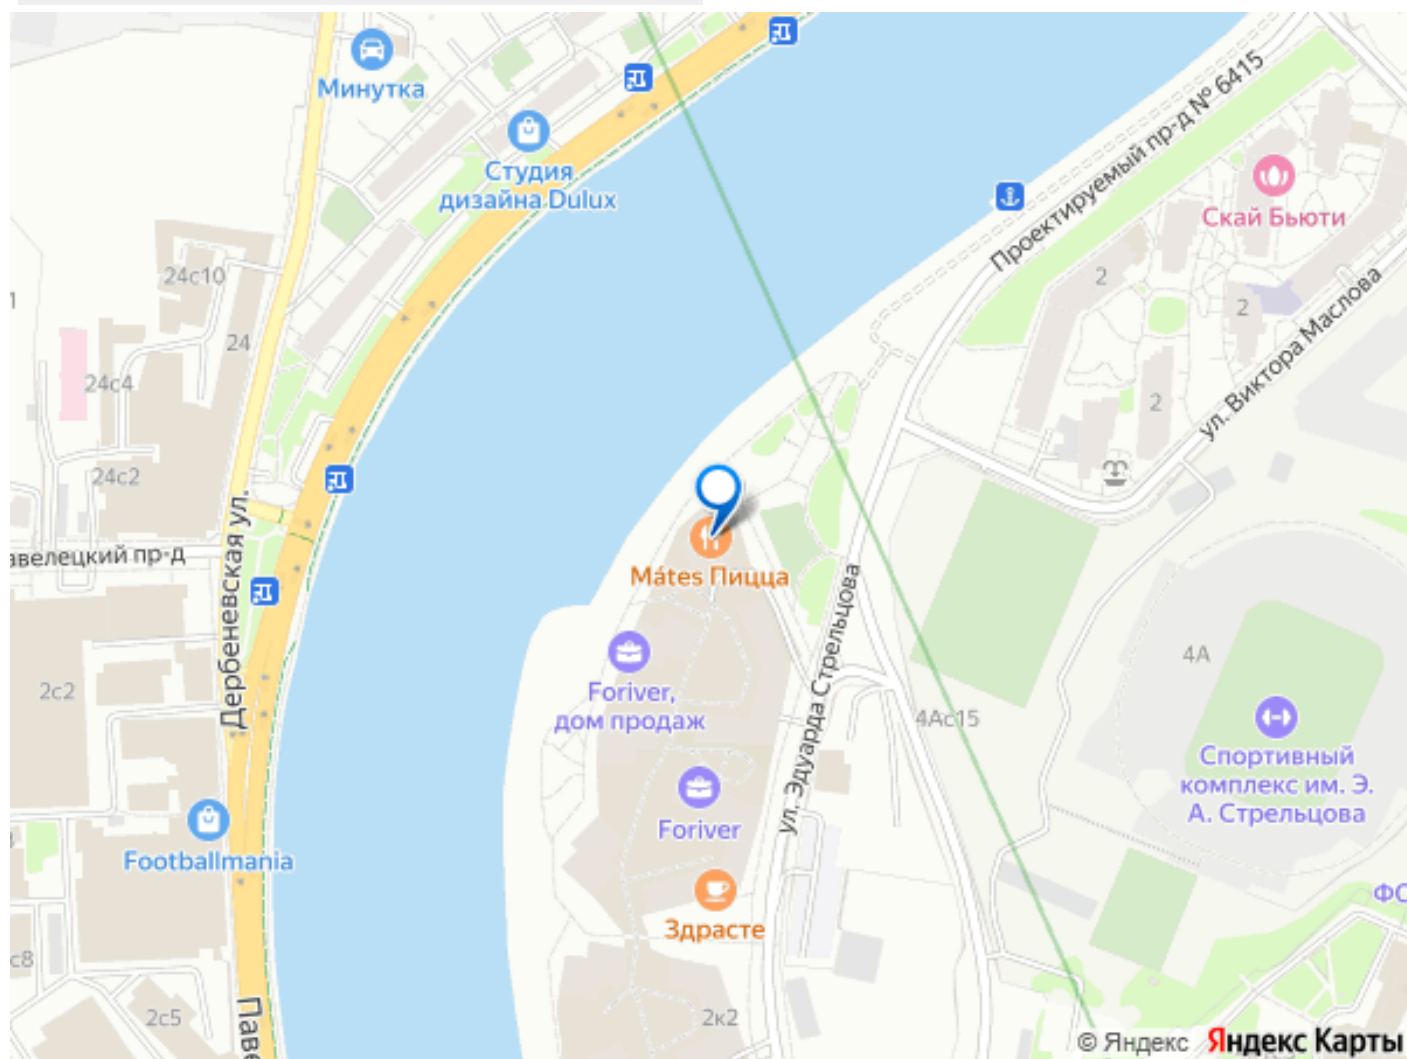 Минутка
Студия
дизайна Dulux
Проектируемый пр-д № 6415
Скай Бьюти
24с10
2
2
ул. Виктора Маслова
1
24
24с4
2
24с2
Дербеневская ул.
авелецкий пр-д
Mátes Пицца
ул. Эдуарда Стрельцова
4А
2с2
Foriver,
дом продаж
4Ас15
Спортивный
комплекс им. Э.
А. Стрельцова
Foriver
Footballmania
ФС
Здрасте
с8
2с5
Паве
2к2
© Яндекс Яндекс Карты